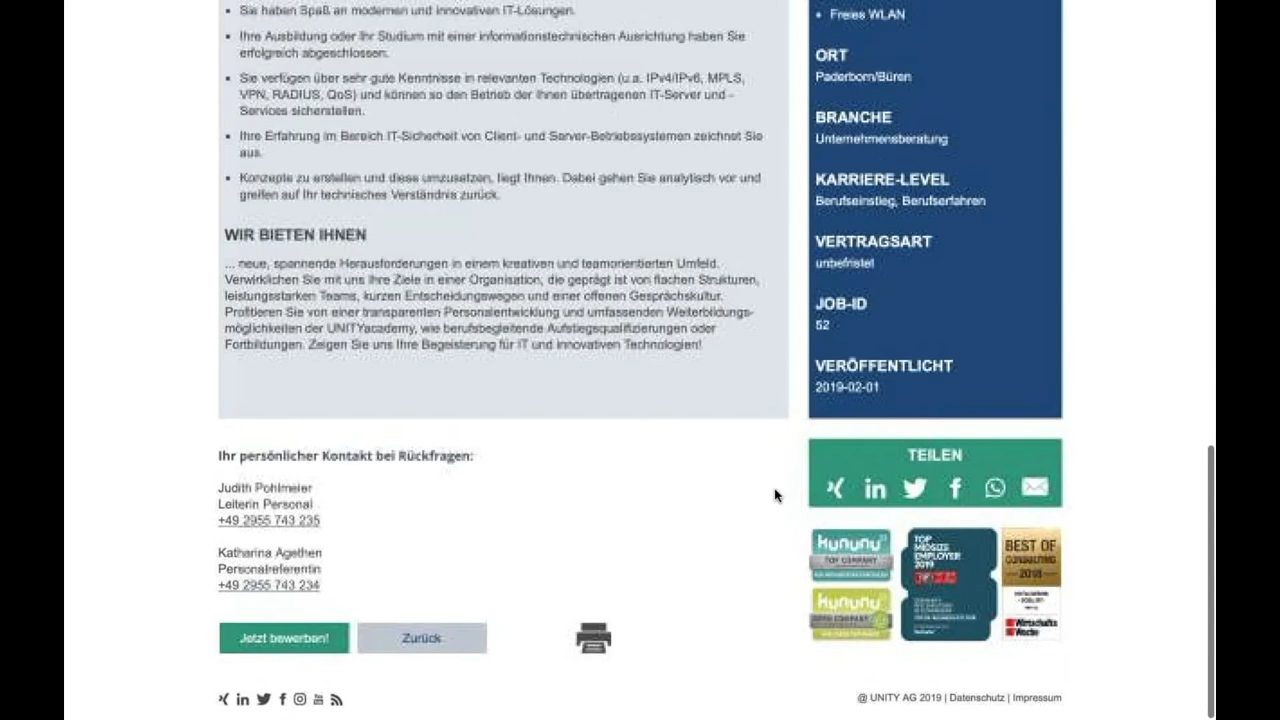 Sie haben Spaß an modernen und innovativen IT-Lösungen.
Ihre Ausbildung oder Ihr Studium mit einer informationstechnischen Ausrichtung haben Sie
erfolgreich abgeschlossen.
Sie verfügen über sehr gute Kenntnisse in relevanten Technologien (u.a. IPv4/IPv6, MPLS,
VPN, RADIUS, QoS) und können so den Betrieb der Ihnen übertragenen IT-Server und -
Services sicherstellen.
Ihre Erfahrung im Bereich IT-Sicherheit von Client- und Server-Betriebssystemen zeichnet Sie
aus.
Konzepte zu erstellen und diese umzusetzen, liegt Ihnen. Dabei gehen Sie analytisch vor und
greifen auf Ihr technisches Verständnis zurück.
WIR BIETEN IHNEN
... neue, spannende Herausforderungen in einem kreativen und teamorientierten Umfeld.
Verwirklichen Sie mit uns Ihre Ziele in einer Organisation, die geprägt ist von flachen Strukturen,
leistungsstarken Teams, kurzen Entscheidungswegen und einer offenen Gesprächskultur.
Profitieren Sie von einer transparenten Personalentwicklung und umfassenden Weiterbildungs-
möglichkeiten der UNITYacademy, wie berufsbegleitende Aufstiegsqualifizierungen oder
Fortbildungen. Zeigen Sie uns Ihre Begeisterung für IT und innovativen Technologien!
Freies WLAN
ORT
Paderborn/Büren
BRANCHE
Unternehmensberatung
KARRIERE-LEVEL
Berufseinstieg, Berufserfahren
VERTRAGSART
unbefristet
JOB-ID
52
VERÖFFENTLICHT
2019-02-01
Ihr persönlicher Kontakt bei Rückfragen:
Judith Pohlmeier
Leiterin Personal
+49 2955 743 235
Katharina Agethen
Personalreferentin
+49 2955 743 234
Jetzt bewerben!
Zurück
TEILEN
kununu
TOP COMPANY
kununu
OPEN COMPANY
TOP
MIDSIZE
EMPLOYER
2019
BEST OF
CONSULTING
2018
Wirtschafts
Woche
@ UNITY AG 2019 | Datenschutz | Impressum